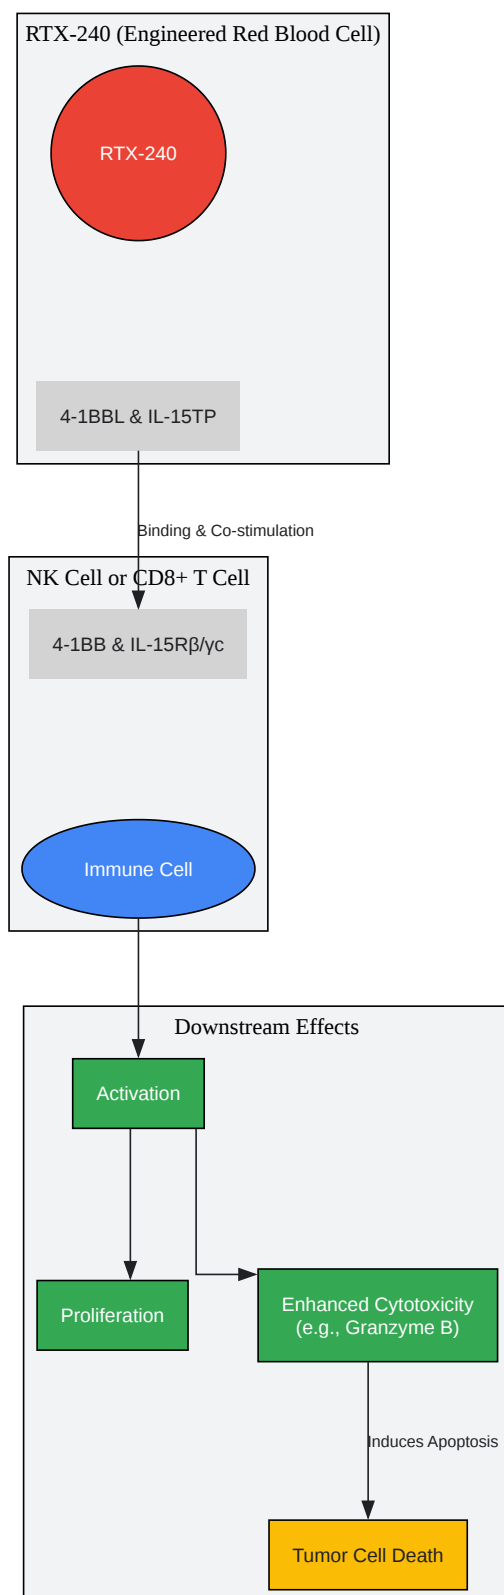 RTX-240 (Engineered Red Blood Cell)
RTX-240
4-1BBL & IL-15TP
Binding & Co-stimulation
NK Cell or CD8+ T Cell
4-1BB & IL-15Rβ/γc
Immune Cell
Downstream Effects
Activation
Proliferation
Enhanced Cytotoxicity
(e.g., Granzyme B)
Induces Apoptosis
Tumor Cell Death